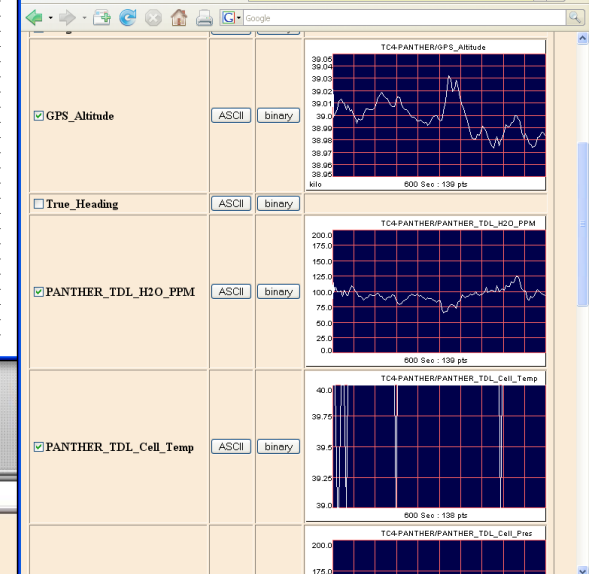 Google
ASCII
binary
TC4-PANTHER/GPS_Altitude
39.05
39.04
39.03
39.02
39.01
39.0
38.99
38.98
38.97
38.96
38.95
kilo
600 Sec : 139 pts
GPS_Altitude
ASCII
binary
True_Heading
ASCII
binary
TC4-PANTHER/PANTHER_TDL_H2O_PPM
200.0
175.0
150.0
125.0
100.0
75.0
50.0
25.0
0.0
600 Sec : 139 pts
PANTHER_TDL_H2O_PPM
ASCII
binary
TC4-PANTHER/PANTHER_TDL_Cell_Temp
40.0
39.75
39.5
39.25
39.0
600 Sec : 138 pts
PANTHER_TDL_Cell_Temp
ASCII
binary
TC4-PANTHER/PANTHER_TDL_Cell_Pres
200.0
175.0